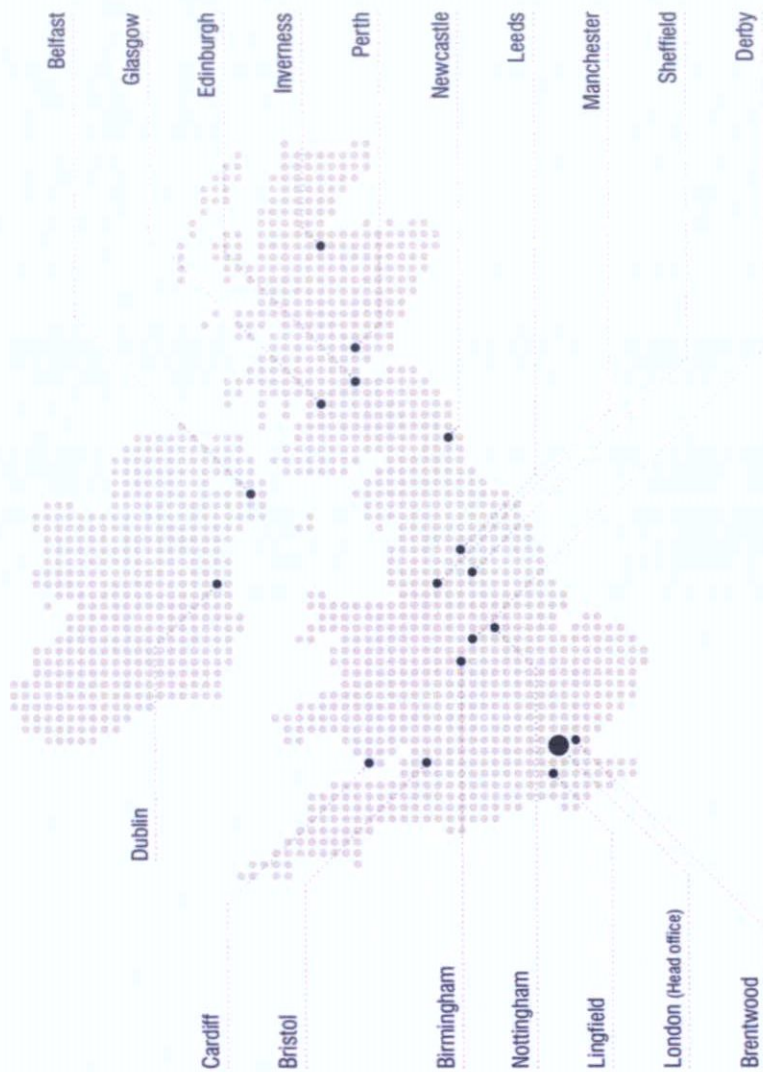 Belfast
Glasgow
Edinburgh
Inverness
Perth
Newcastle
Leeds
Manchester
Sheffield
Derby
Dublin
Cardiff
Bristol
Birmingham
Nottingham
Lingfield
London (Head office)
Brentwood